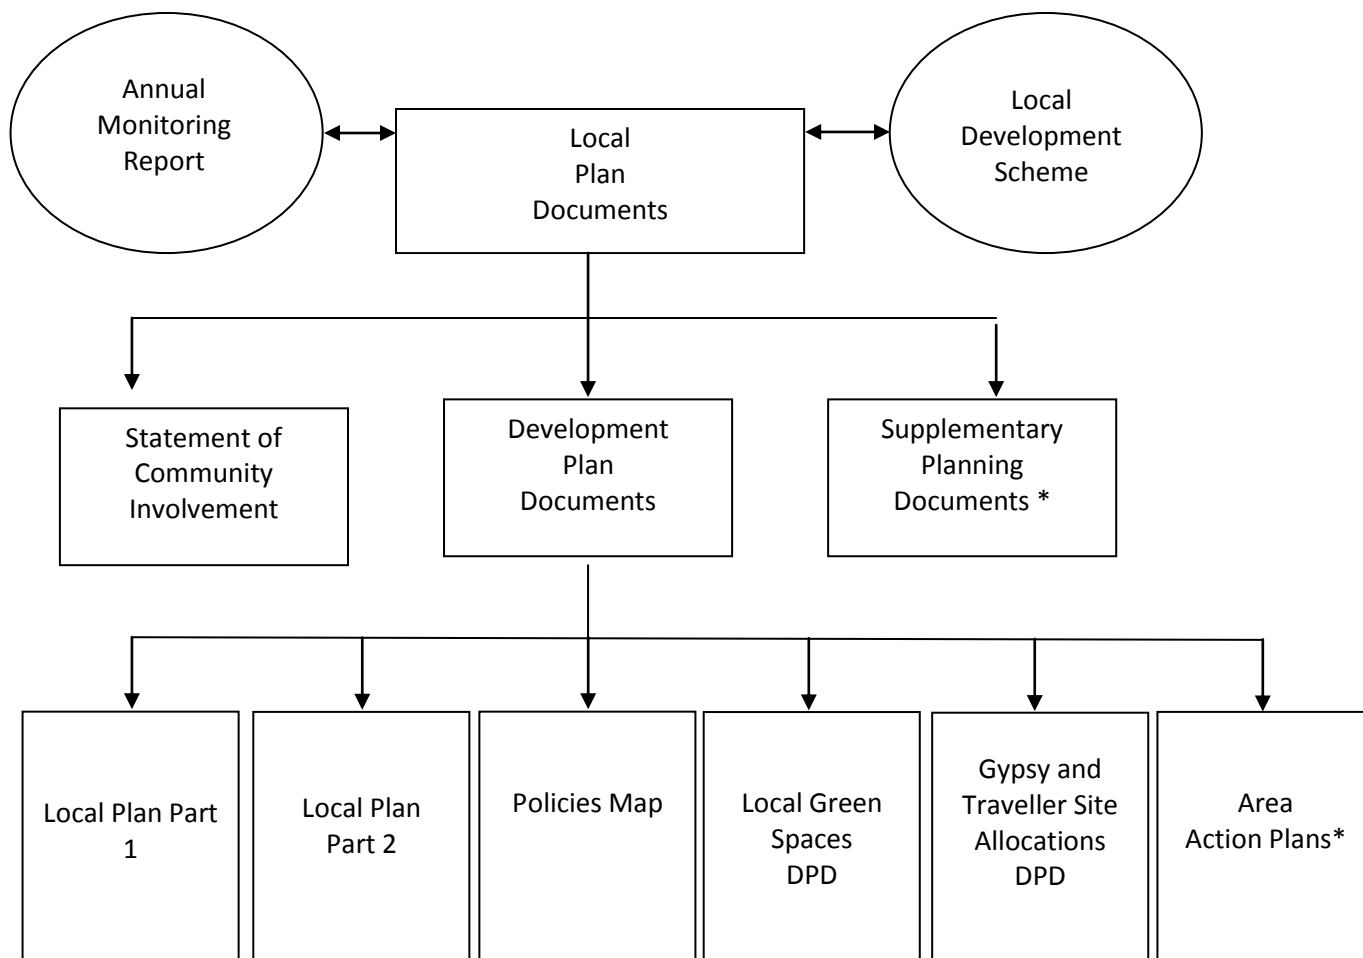 Annual
Monitoring
Report
Local
Plan
Documents
Local
Development
Scheme
Statement of
Community
Involvement
Development
Plan
Documents
Supplementary
Planning
Documents *
Local Plan Part
1
Local Plan
Part 2
Policies Map
Local Green
Spaces
DPD
Gypsy and
Traveller Site
Allocations
DPD
Area
Action Plans*